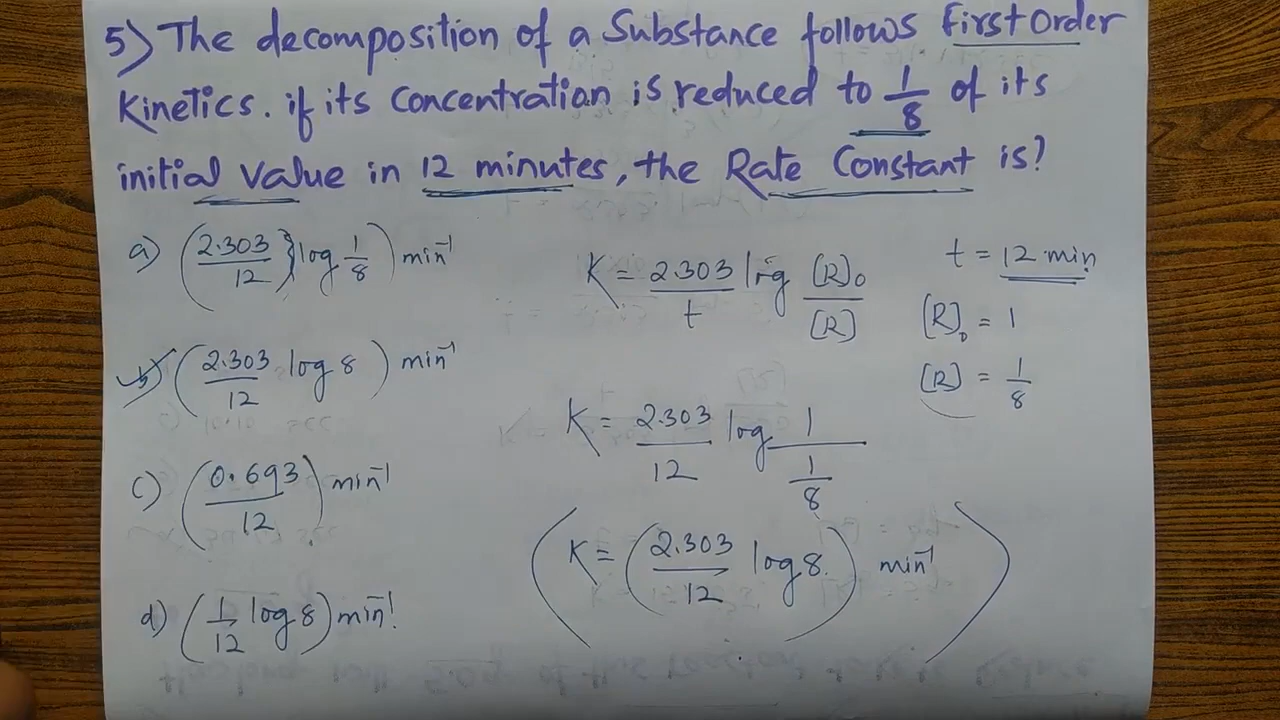 5) The decomposition of a Substance follows First Order
Kinetics. if its Concentration is reduced to 1/8 of its
initial Value in 12 minutes, the Rate Constant is?
a) (2.303/12) log 1/8) min⁻¹
b) (2.303/12 log 8) min⁻¹
c) (0.693/12) min⁻¹
d) (1/12 log 8) min⁻¹
K = 2.303/t log [R]₀/[R]
t = 12 min
[R]₀ = 1
[R] = 1/8
K = 2.303/12 log 1/(1/8)
(K = (2.303/12 log 8) min⁻¹)